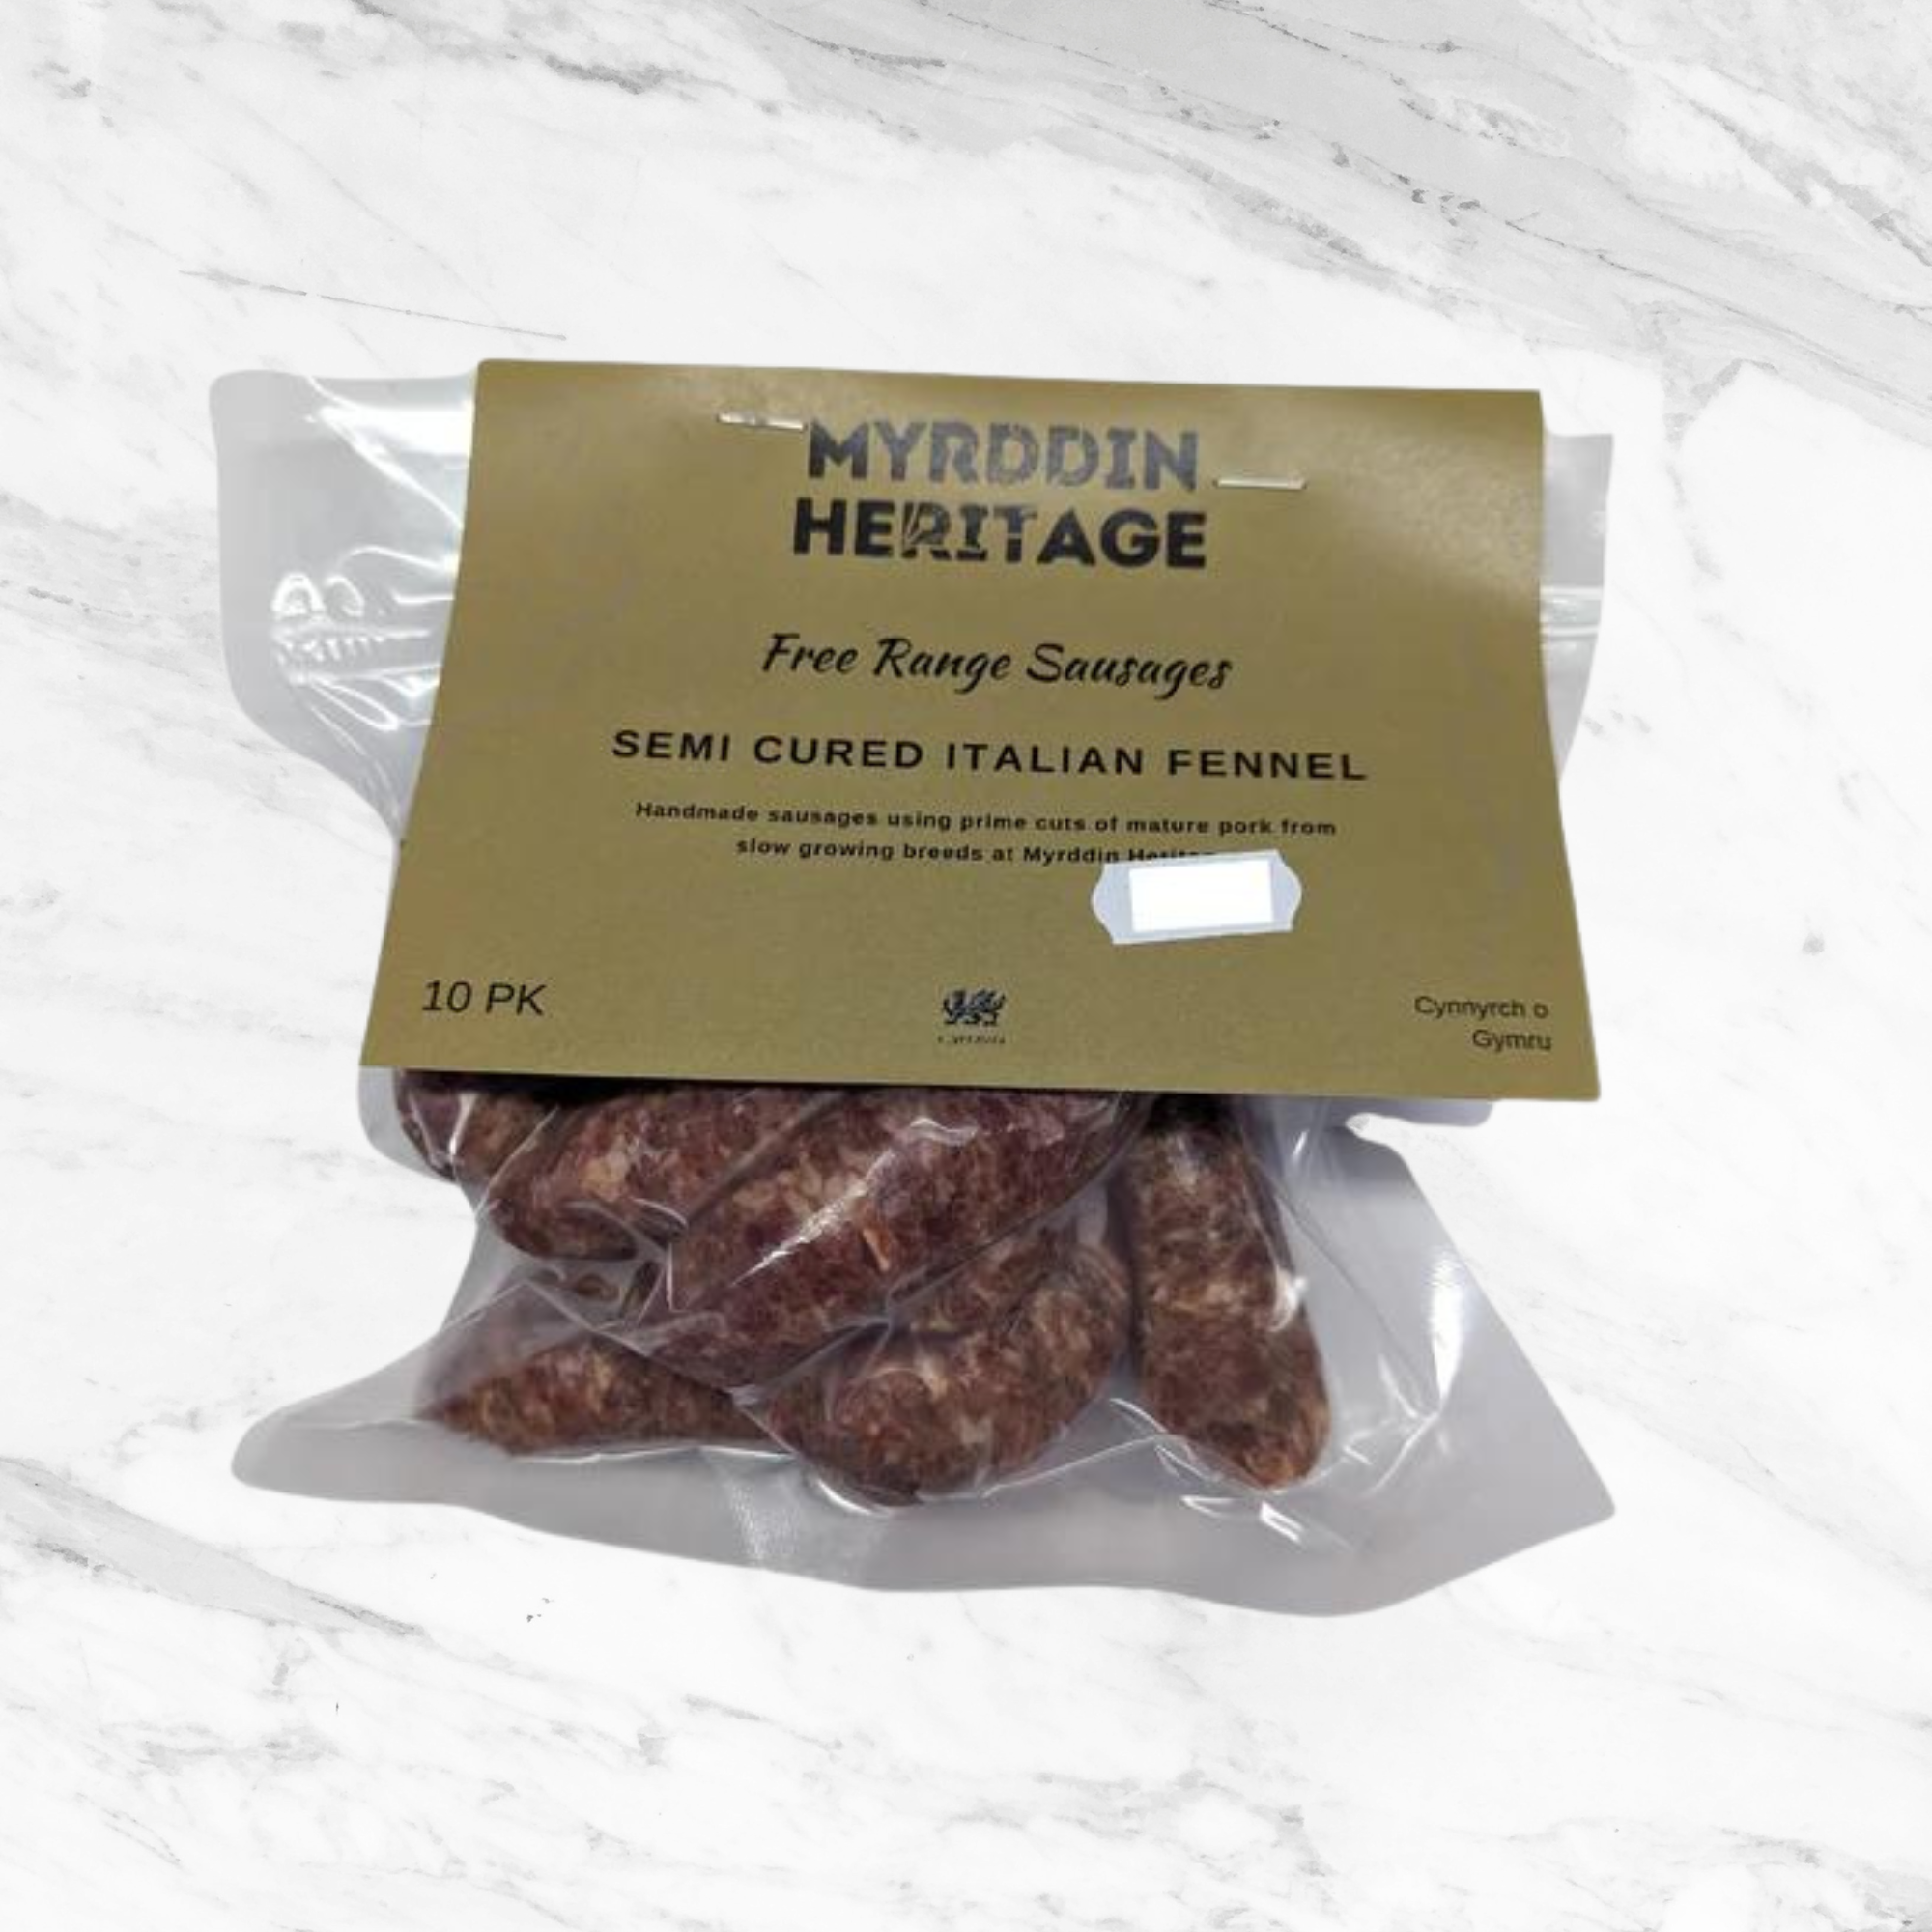 MYRDDIN
HERITAGE
Free Range Sausages
SEMI CURED ITALIAN FENNEL
Handmade sausages using prime cuts of mature pork from
slow growing breeds at Myrddin
10 PK
Cynnyrch o
Gymru